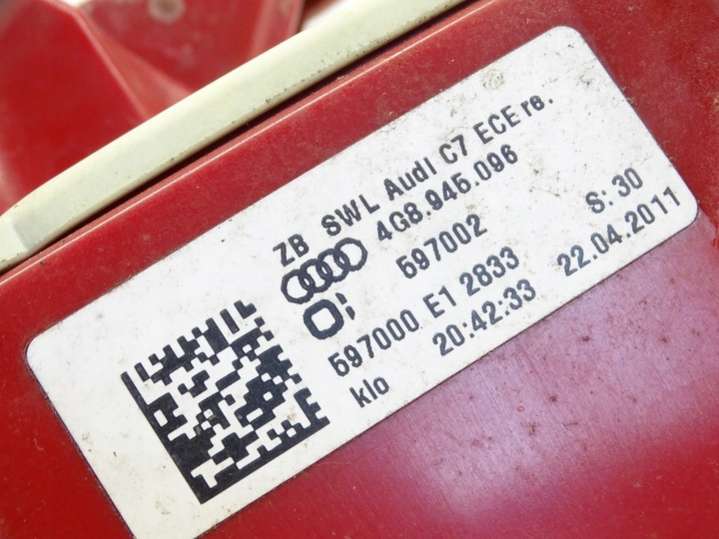 ZB SWL Audi C7 ECE re.
4G8.945.096
597002 S: 30
597000 E1 2833 22.04.2011
klo 20:42:33